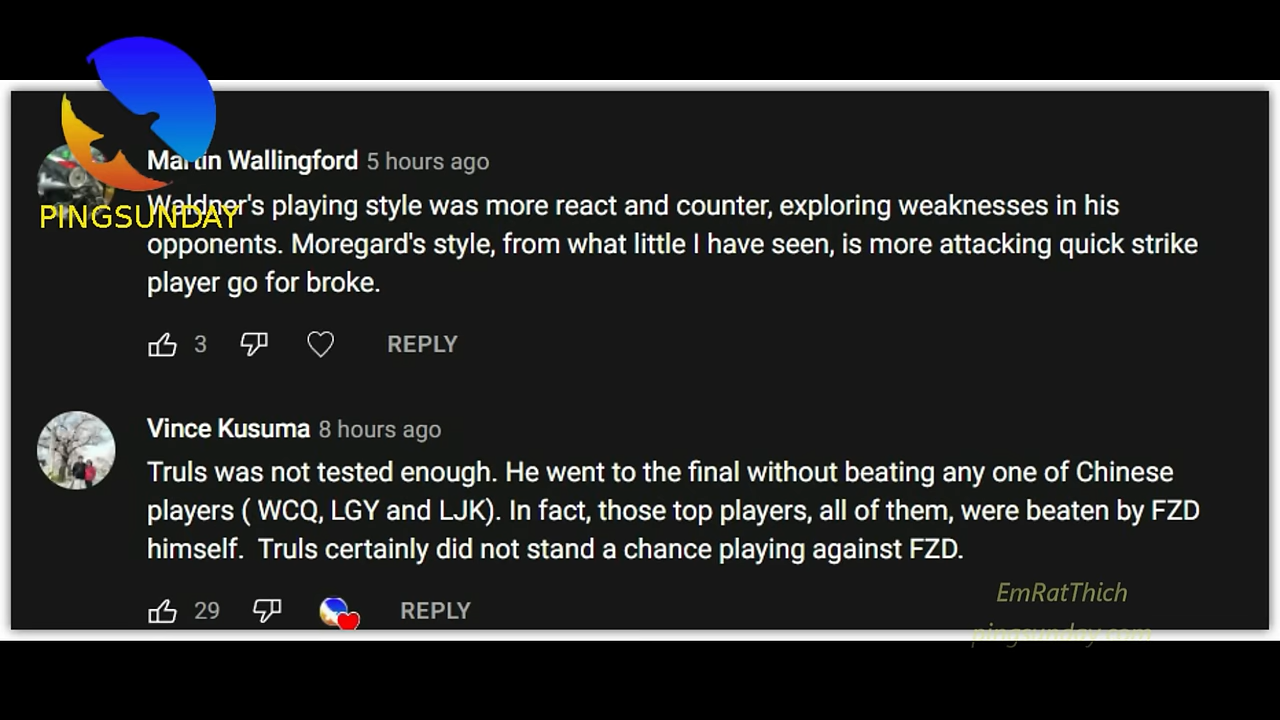 Martin Wallingford 5 hours ago
PINGSUNDAY
Waldner's playing style was more react and counter, exploring weaknesses in his
opponents. Moregard's style, from what little I have seen, is more attacking quick strike
player go for broke.
3 REPLY
Vince Kusuma 8 hours ago
Truls was not tested enough. He went to the final without beating any one of Chinese
players ( WCQ, LGY and LJK). In fact, those top players, all of them, were beaten by FZD
himself.  Truls certainly did not stand a chance playing against FZD.
29 REPLY
EmRatThich
pingsunday.com